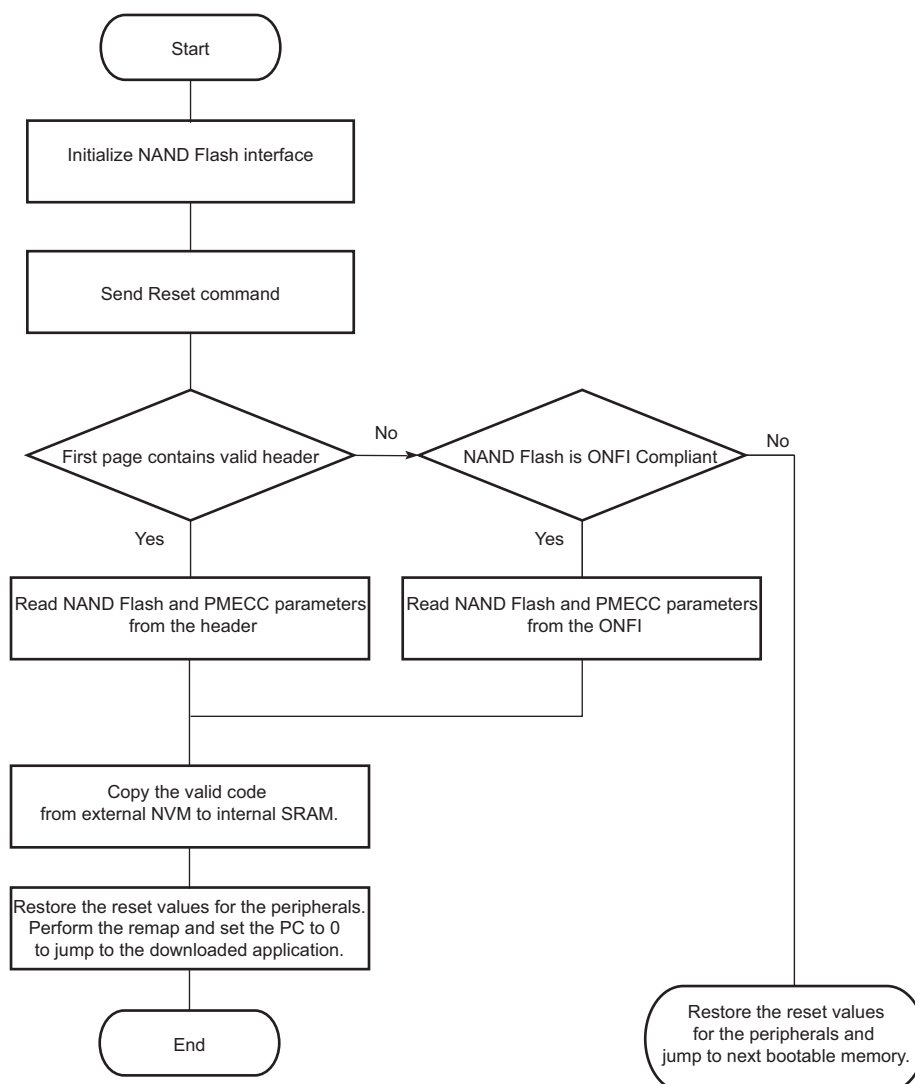 Start
Initialize NAND Flash interface
Send Reset command
First page contains valid header
No
NAND Flash is ONFI Compliant
No
Yes
Yes
Read NAND Flash and PMECC parameters
from the header
Read NAND Flash and PMECC parameters
from the ONFI
Copy the valid code
from external NVM to internal SRAM.
Restore the reset values for the peripherals.
Perform the remap and set the PC to 0
to jump to the downloaded application.
End
Restore the reset values
for the peripherals and
jump to next bootable memory.